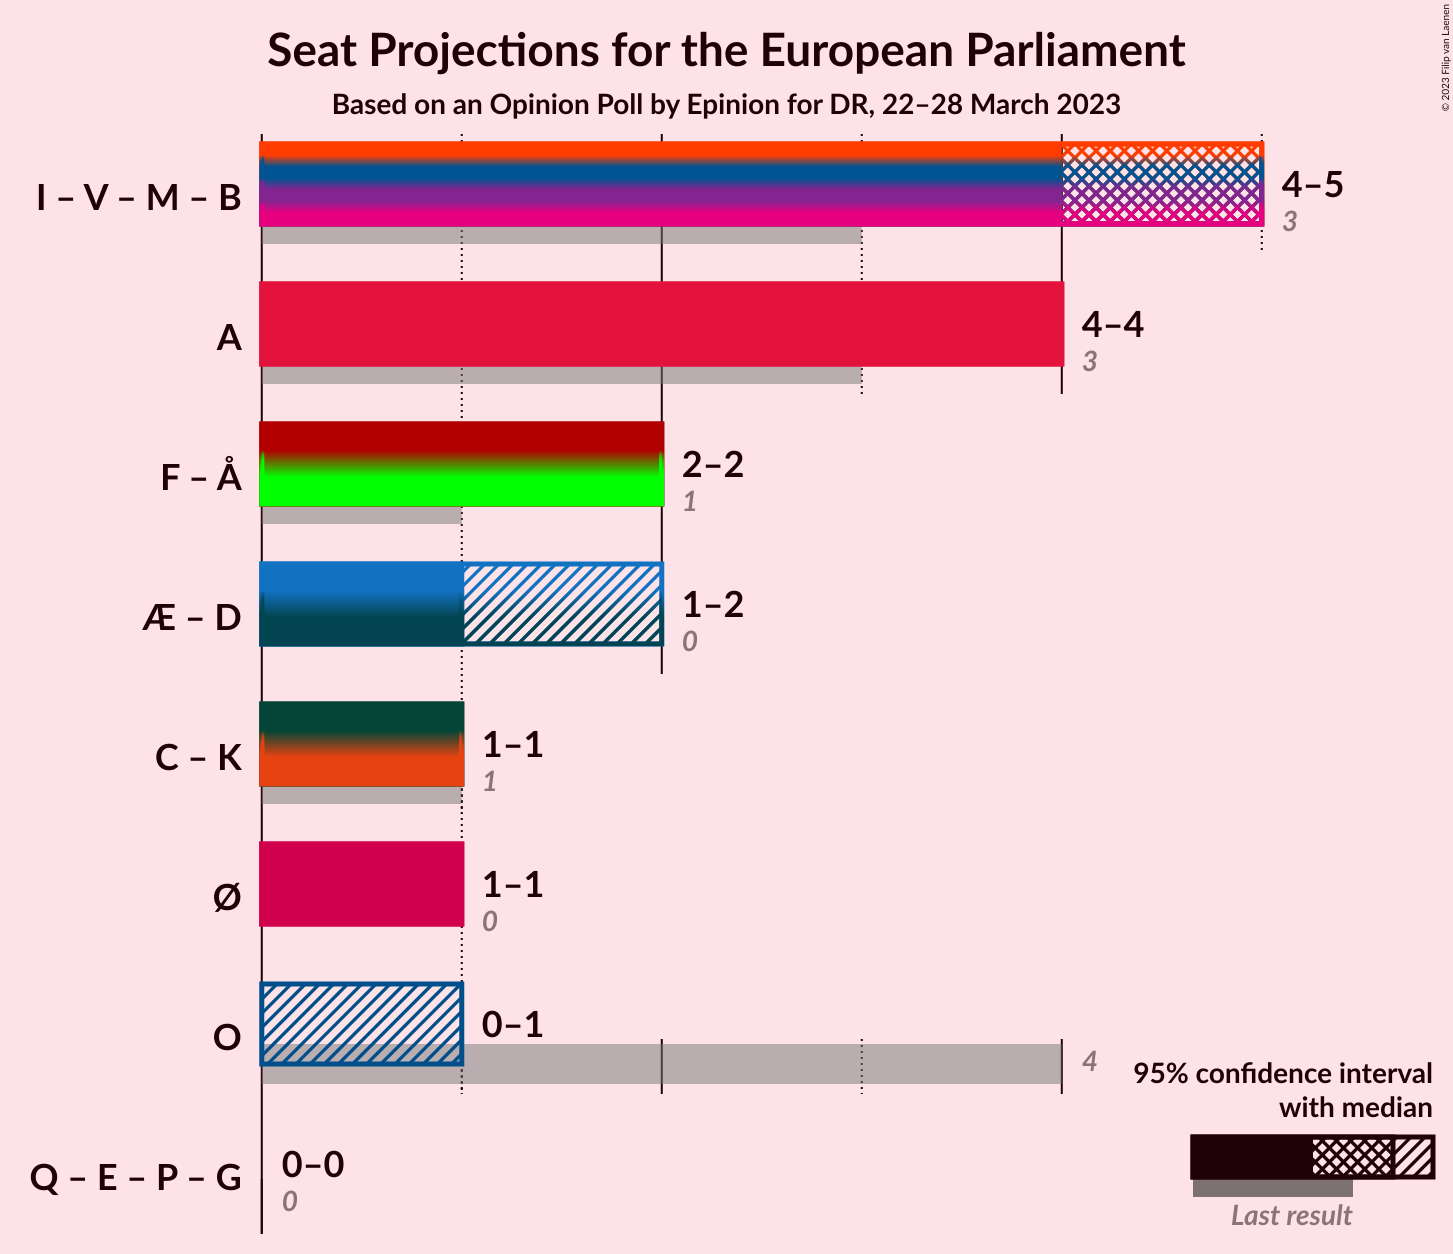 Seat Projections for the European Parliament
Based on an Opinion Poll by Epinion for DR, 22–28 March 2023
© 2023 Filip van Laenen
I – V – M – B
4–5
3
A
4–4
3
F – Å
2–2
1
Æ – D
1–2
0
C – K
1–1
1
Ø
1–1
0
O
0–1
4
95% confidence interval
with median
Last result
Q – E – P – G
0–0
0